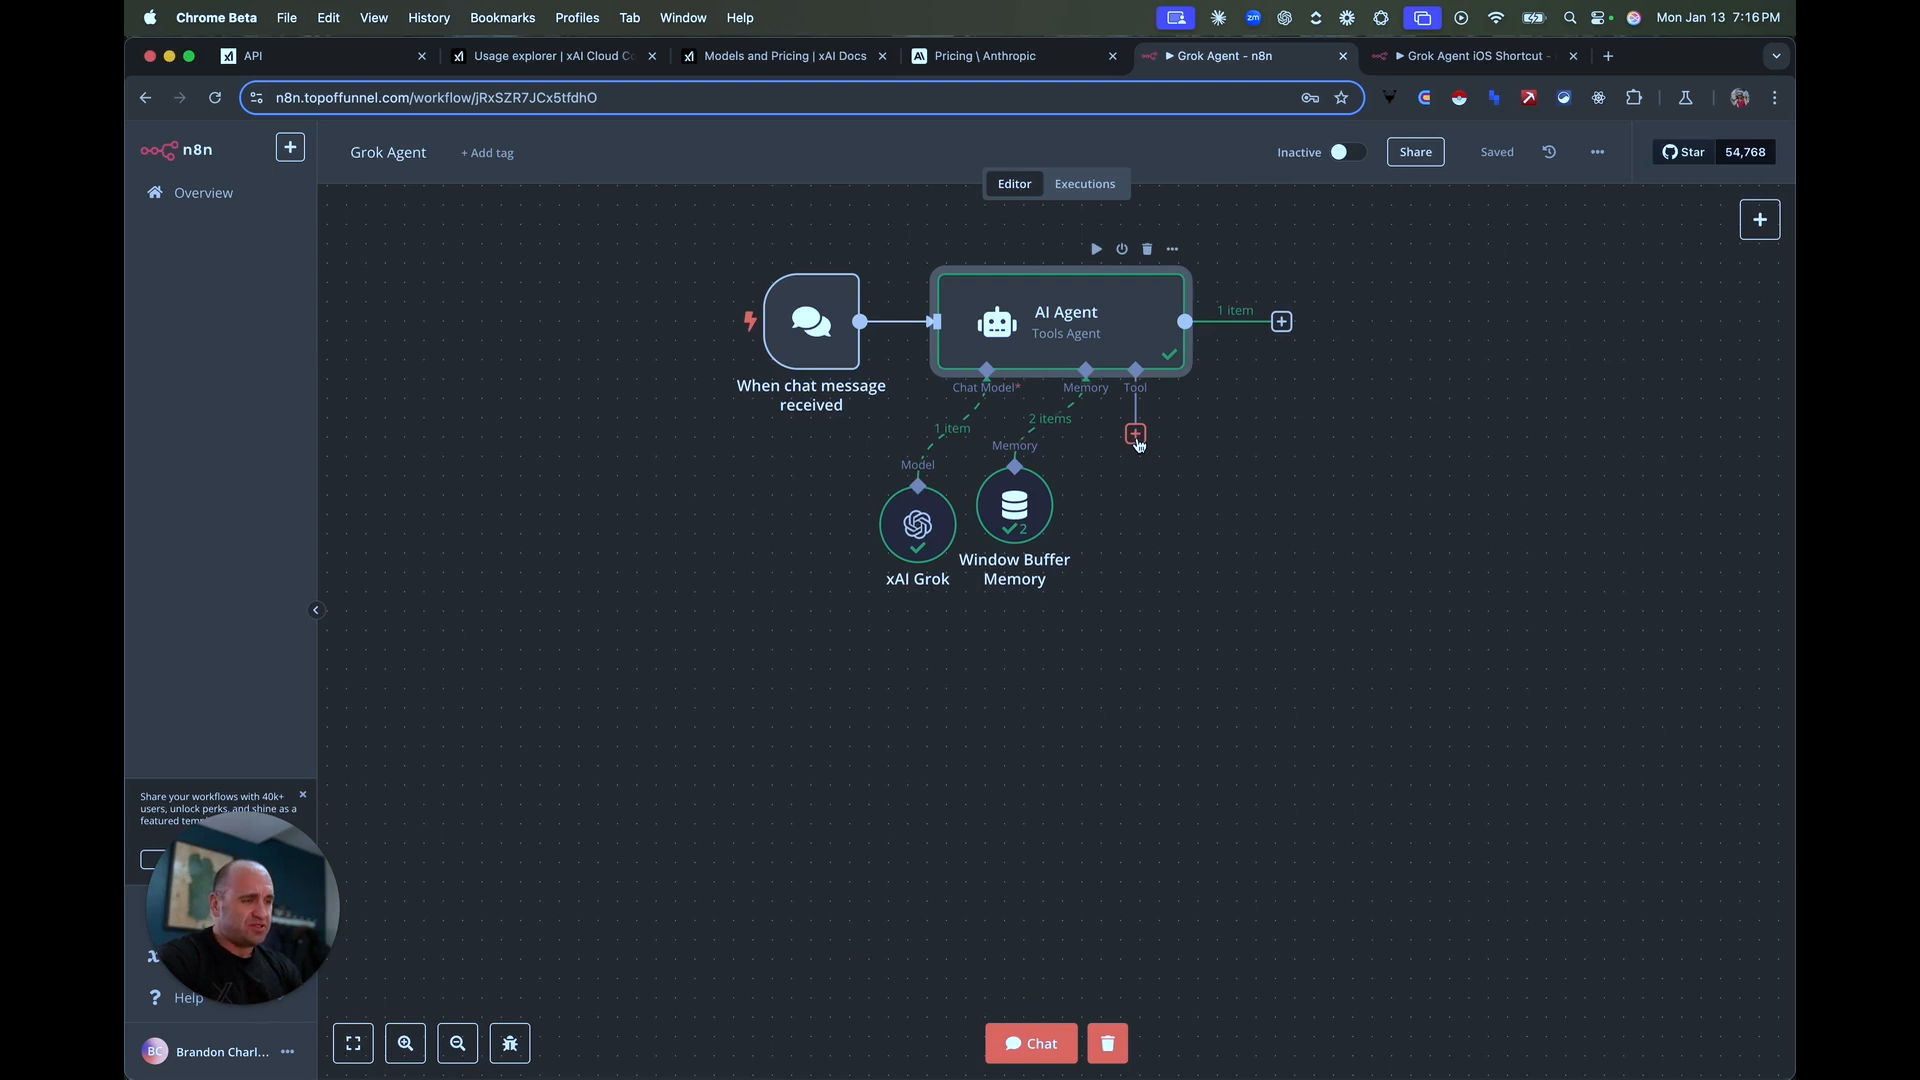 Chrome Beta File Edit View History Bookmarks Profiles Tab Window Help
zm
Mon Jan 13 7:16 PM
API
Usage explorer | xAI Cloud C
Models and Pricing | xAI Docs
Pricing \ Anthropic
Grok Agent - n8n
Grok Agent iOS Shortcut -
n8n.topoffunnel.com/workflow/jRxSZR7JCx5tfdhO
n8n
Grok Agent
+ Add tag
Inactive
Share
Saved
Star
54,768
Overview
Editor
Executions
AI Agent
Tools Agent
1 item
When chat message
received
Chat Model*
Memory
Tool
1 item
2 items
Memory
Model
2
xAI Grok
Window Buffer
Memory
Share your workflows with 40k+
users, unlock perks, and shine as a
featured
Help
BC
Brandon Charl...
Chat